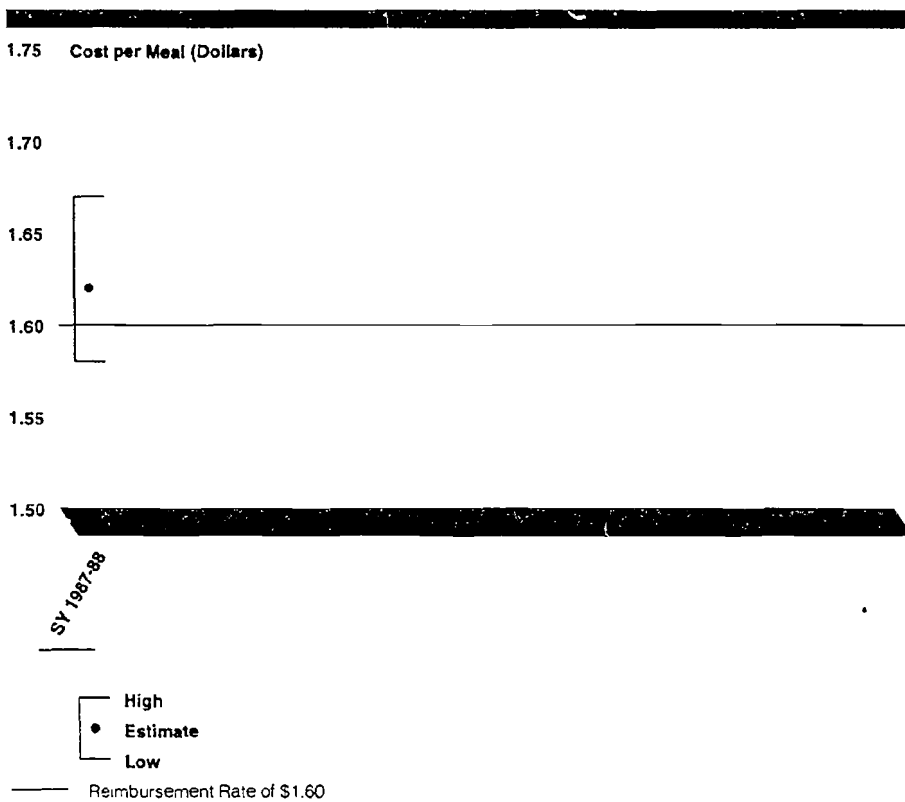 1.75 Cost per Meal (Dollars)
1.70
1.65
1.60
1.55
1.50
SY 1987-88
High
Estimate
Low
Reimbursement Rate of $1.60